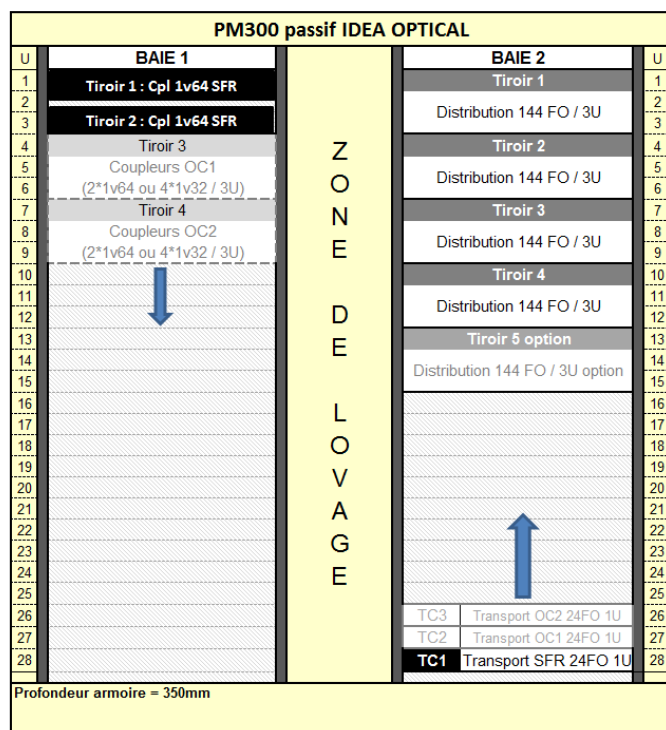 PM300 passif IDEA OPTICAL
U
BAIE 1
BAIE 2
U
1
2
3
4
5
6
7
8
9
10
11
12
13
14
15
16
17
18
19
20
21
22
23
24
25
26
27
28
Tiroir 1 : Cpl 1v64 SFR
Tiroir 2 : Cpl 1v64 SFR
Tiroir 3
Coupleurs OC1
(2*1v64 ou 4*1v32 / 3U)
Tiroir 4
Coupleurs OC2
(2*1v64 ou 4*1v32 / 3U)
Z
O
N
E
D
E
L
O
V
A
G
E
Tiroir 1
Distribution 144 FO / 3U
Tiroir 2
Distribution 144 FO / 3U
Tiroir 3
Distribution 144 FO / 3U
Tiroir 4
Distribution 144 FO / 3U
Tiroir 5 option
Distribution 144 FO / 3U option
TC3 Transport OC2 24FO 1U
TC2 Transport OC1 24FO 1U
TC1 Transport SFR 24FO 1U
1
2
3
4
5
6
7
8
9
10
11
12
13
14
15
16
17
18
19
20
21
22
23
24
25
26
27
28
Profondeur armoire = 350mm